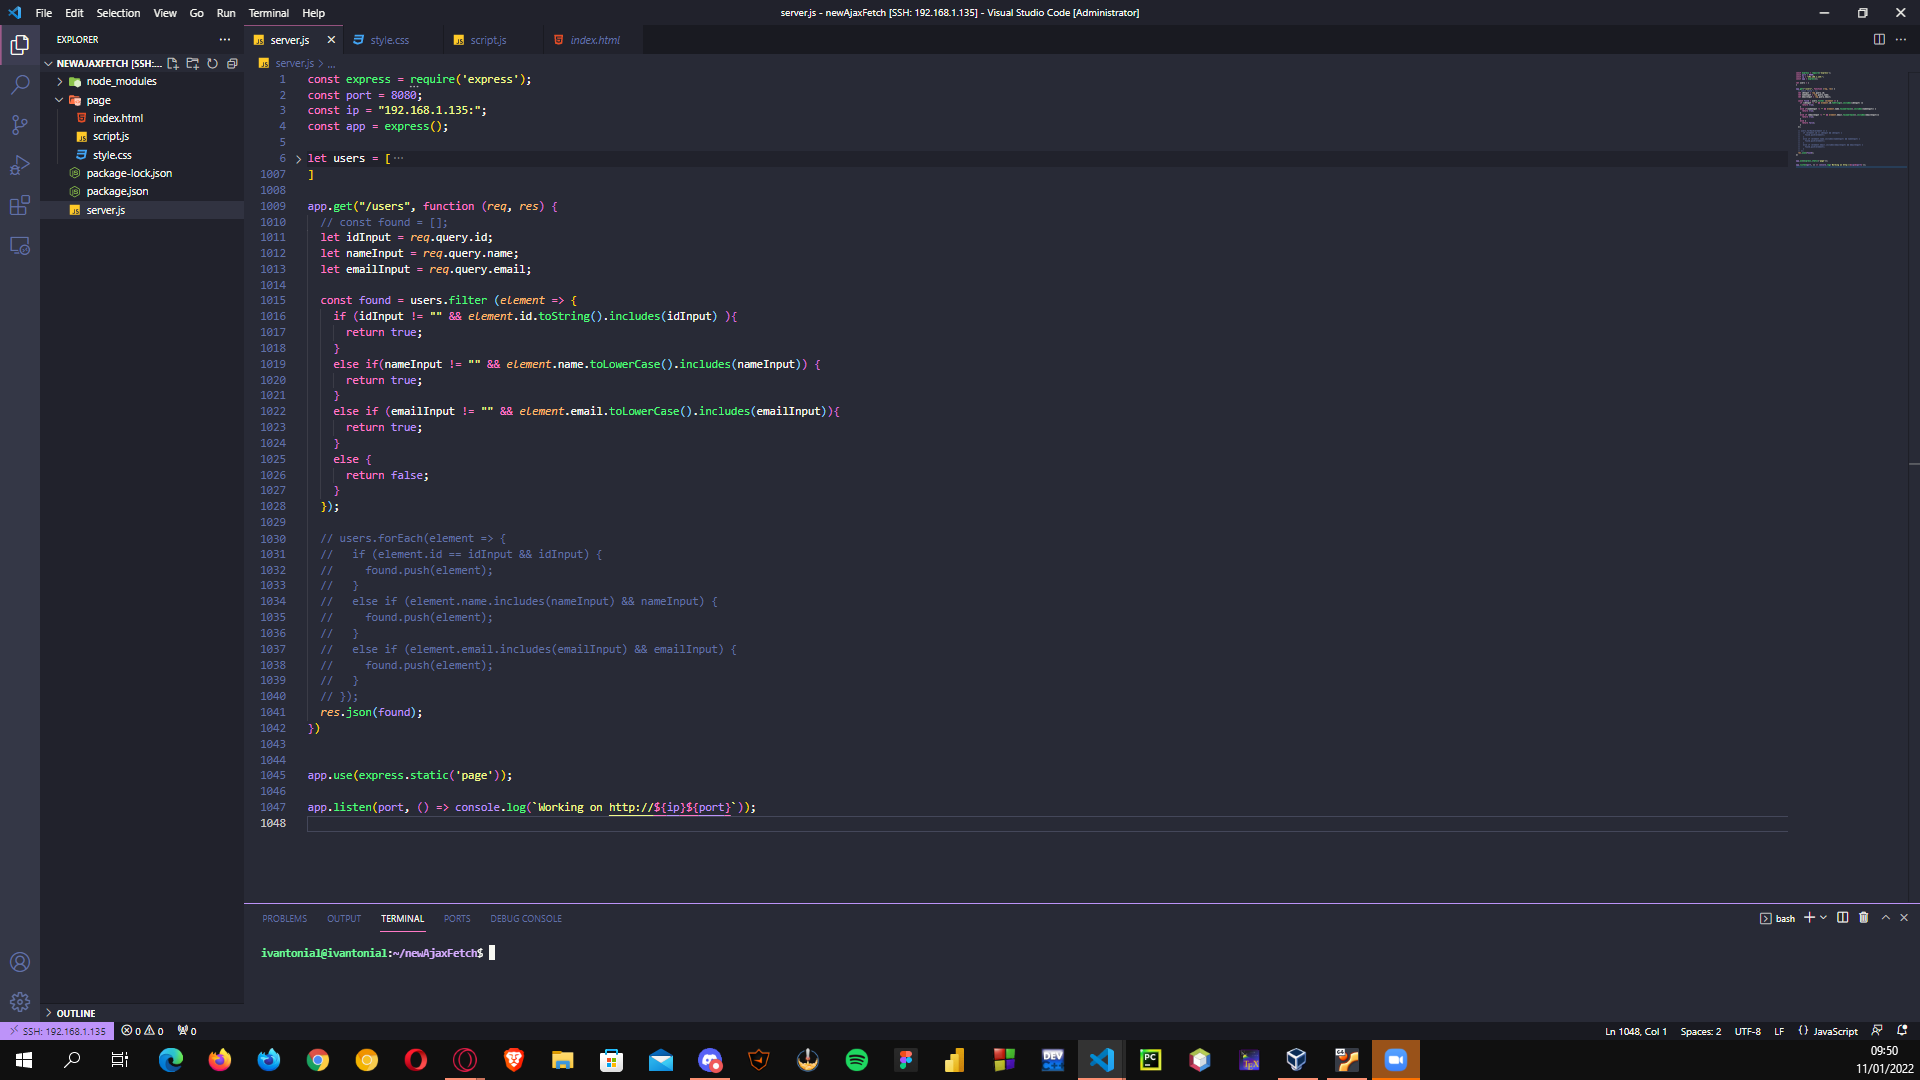 File Edit Selection View Go Run Terminal Help
server.js - newAjaxFetch [SSH: 192.168.1.135] - Visual Studio Code [Administrator]
EXPLORER
NEWAJAXFETCH [SSH:...
node_modules
page
index.html
script.js
style.css
package-lock.json
package.json
server.js
OUTLINE
server.js style.css script.js index.html
server.js > ...
1 const express = require('express');
2 const port = 8080;
3 const ip = "192.168.1.135:";
4 const app = express();
5
6 let users = [ ...
1007 ]
1008
1009 app.get("/users", function (req, res) {
1010 // const found = [];
1011 let idInput = req.query.id;
1012 let nameInput = req.query.name;
1013 let emailInput = req.query.email;
1014
1015 const found = users.filter (element => {
1016 if (idInput != "" && element.id.toString().includes(idInput) ){
1017 return true;
1018 }
1019 else if(nameInput != "" && element.name.toLowerCase().includes(nameInput)) {
1020 return true;
1021 }
1022 else if (emailInput != "" && element.email.toLowerCase().includes(emailInput)){
1023 return true;
1024 }
1025 else {
1026 return false;
1027 }
1028 });
1029
1030 // users.forEach(element => {
1031 // if (element.id == idInput && idInput) {
1032 // found.push(element);
1033 // }
1034 // else if (element.name.includes(nameInput) && nameInput) {
1035 // found.push(element);
1036 // }
1037 // else if (element.email.includes(emailInput) && emailInput) {
1038 // found.push(element);
1039 // }
1040 // });
1041 res.json(found);
1042 })
1043
1044
1045 app.use(express.static('page'));
1046
1047 app.listen(port, () => console.log(`Working on http://${ip}${port}`));
1048
PROBLEMS OUTPUT TERMINAL PORTS DEBUG CONSOLE
bash
ivantonial@ivantonial:~/newAjaxFetch$
SSH: 192.168.1.135 0 0 0
Ln 1048, Col 1 Spaces: 2 UTF-8 LF {} JavaScript
09:50
11/01/2022